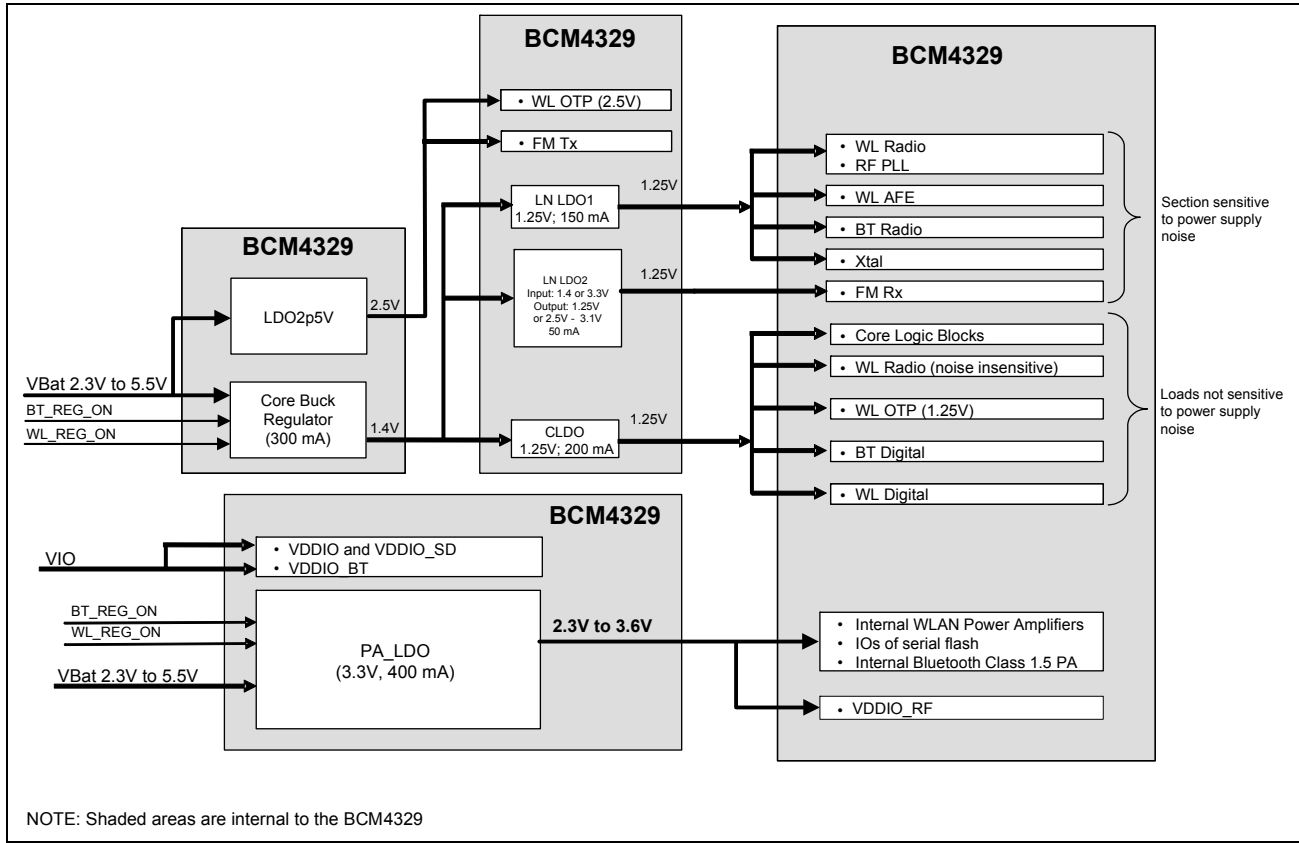 BCM4329
• WL OTP (2.5V)
• FM Tx
LN LDO1
1.25V; 150 mA
1.25V
LN LDO2
Input: 1.4 or 3.3V
Output: 1.25V
or 2.5V - 3.1V
50 mA
1.25V
CLDO
1.25V; 200 mA
1.25V
BCM4329
LDO2p5V
2.5V
Core Buck
Regulator
(300 mA)
1.4V
VBat 2.3V to 5.5V
BT_REG_ON
WL_REG_ON
BCM4329
• WL Radio
• RF PLL
• WL AFE
• BT Radio
• Xtal
• FM Rx
Section sensitive
to power supply
noise
• Core Logic Blocks
• WL Radio (noise insensitive)
• WL OTP (1.25V)
• BT Digital
• WL Digital
Loads not sensitive
to power supply
noise
BCM4329
VIO
• VDDIO and VDDIO_SD
• VDDIO_BT
BT_REG_ON
WL_REG_ON
VBat 2.3V to 5.5V
PA_LDO
(3.3V, 400 mA)
2.3V to 3.6V
• Internal WLAN Power Amplifiers
• IOs of serial flash
• Internal Bluetooth Class 1.5 PA
• VDDIO_RF
NOTE: Shaded areas are internal to the BCM4329